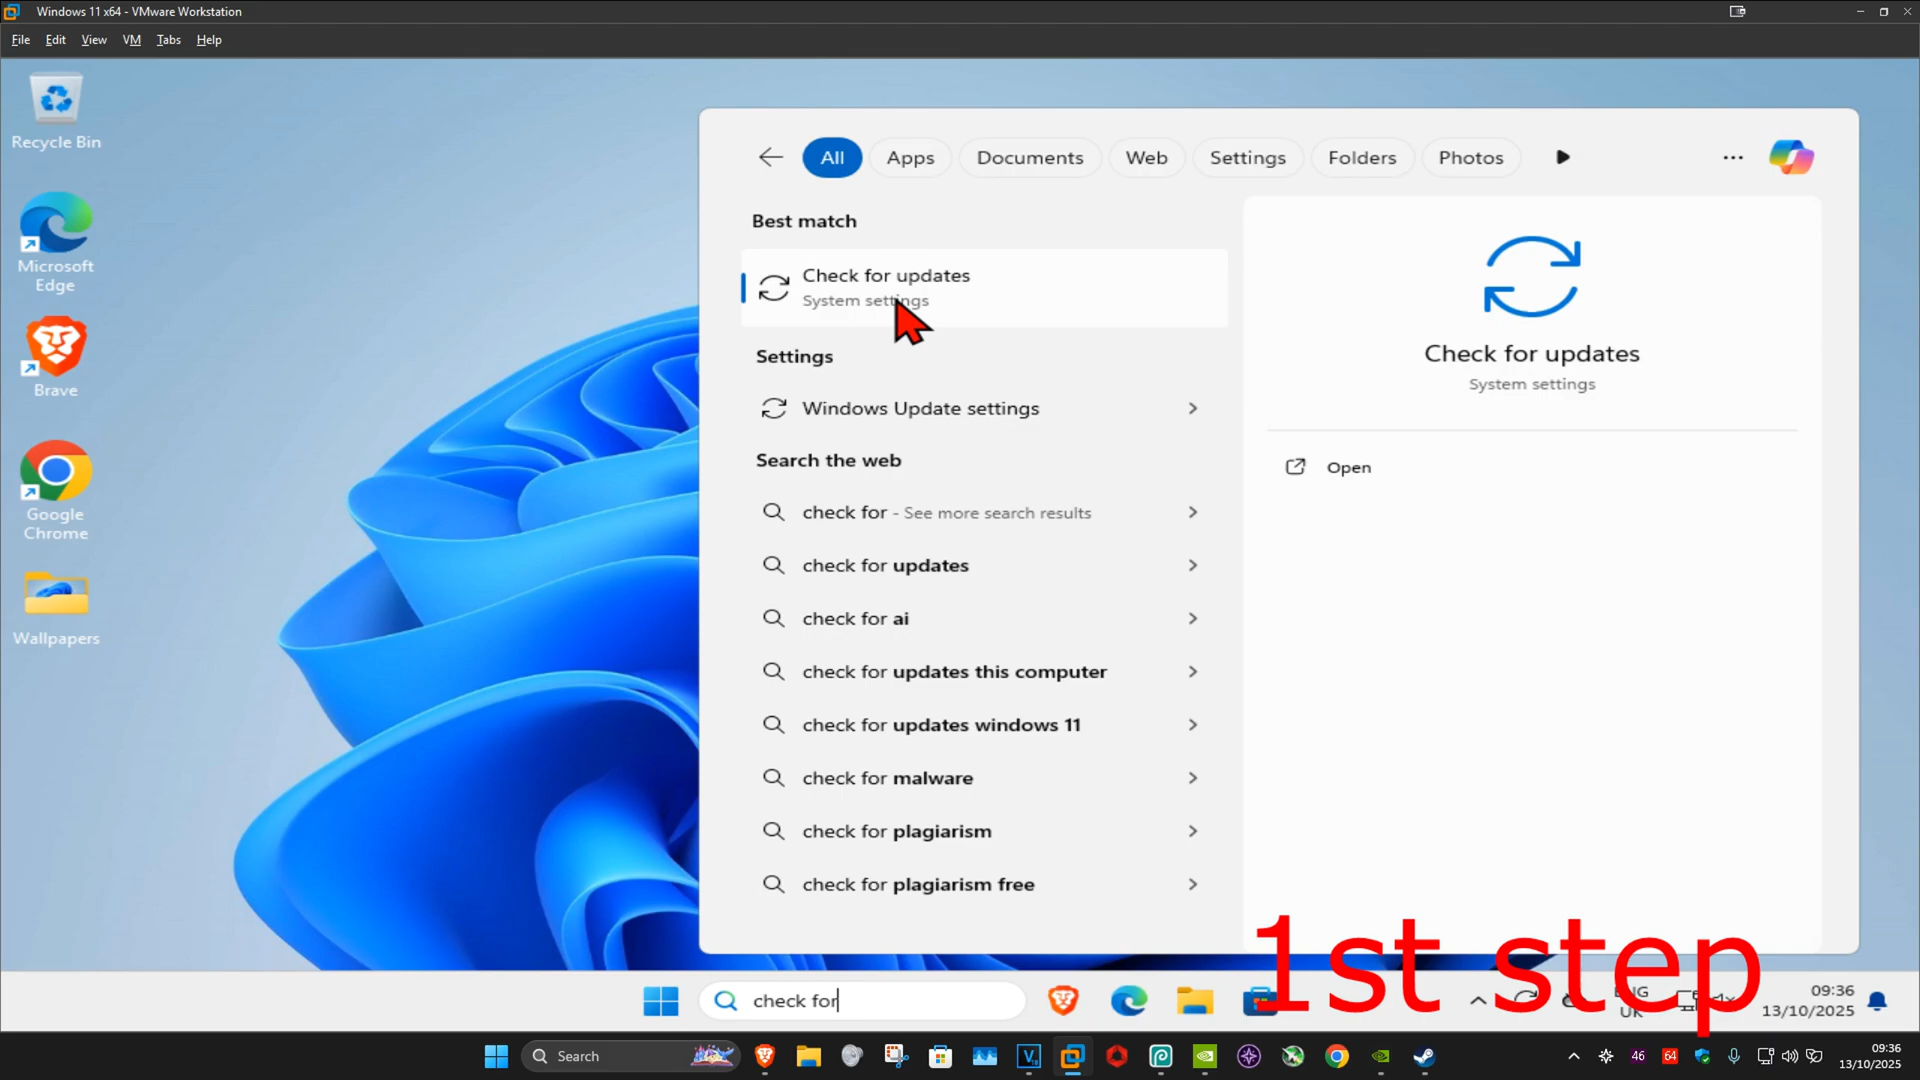 Windows 11 x64 - VMware Workstation
File Edit View VM Tabs Help
Recycle Bin
Microsoft
Edge
Brave
Google
Chrome
Wallpapers
All Apps Documents Web Settings Folders Photos
Best match
Check for updates
System settings
Settings
Windows Update settings
Search the web
check for - See more search results
check for updates
check for ai
check for updates this computer
check for updates windows 11
check for malware
check for plagiarism
check for plagiarism free
Check for updates
System settings
Open
1st step
check for
ENG
UK
09:36
13/10/2025
Search
46
64
09:36
13/10/2025